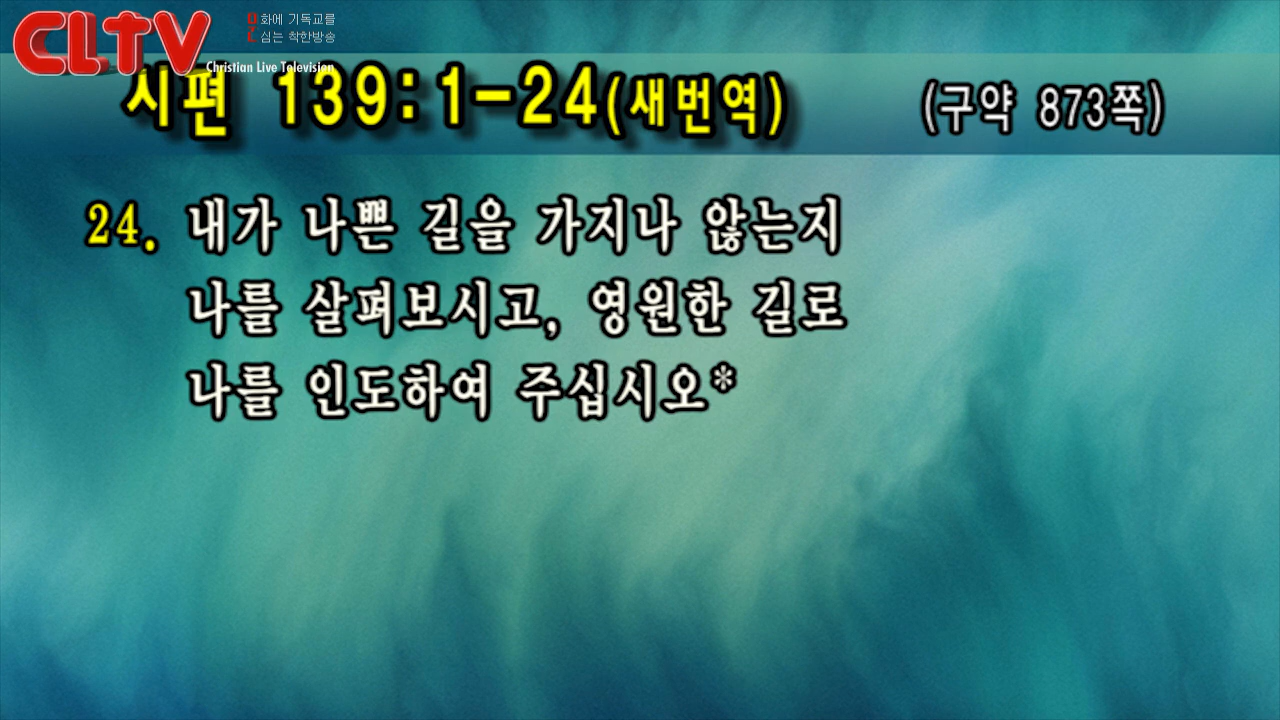 CLTV
문화에 기독교를
심는 착한방송
Christian Live Television
시편 139:1-24(새번역) (구약 873쪽)
24. 내가 나쁜 길을 가지나 않는지
나를 살펴보시고, 영원한 길로
나를 인도하여 주십시오*